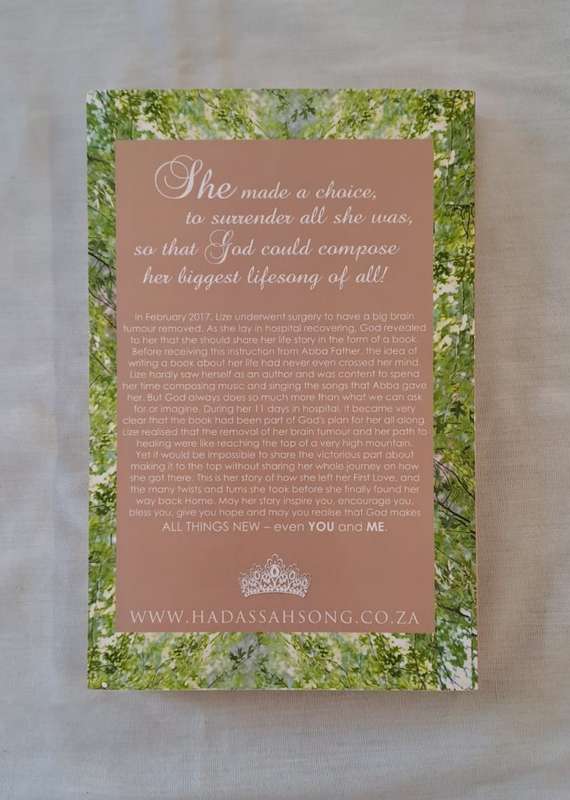 She made a choice,
to surrender all she was,
so that God could compose
her biggest lifesong of all!
In February 2017, Lize underwent surgery to have a big brain
tumour removed. As she lay in hospital recovering, God revealed
to her that she should share her life story in the form of a book.
Before receiving this instruction from Abba Father, the idea of
writing a book about her life had never even crossed her mind.
Lize hardly saw herself as an author and was content to spend
her time composing music and singing the songs that Abba gave
her. But God always does so much more than what we can ask
for or imagine. During her 11 days in hospital, it became very
clear that the book had been part of God's plan for her all along.
Lize realised that the removal of her brain tumour and her path to
healing were like reaching the top of a very high mountain.
Yet it would be impossible to share the victorious part about
making it to the top without sharing her whole journey on how
she got there. This is her story of how she left her First Love, and
the many twists and turns she took before she finally found her
way back Home. May her story inspire you, encourage you,
bless you, give you hope and may you realise that God makes
ALL THINGS NEW – even YOU and ME.
WWW.HADASSAHSONG.CO.ZA